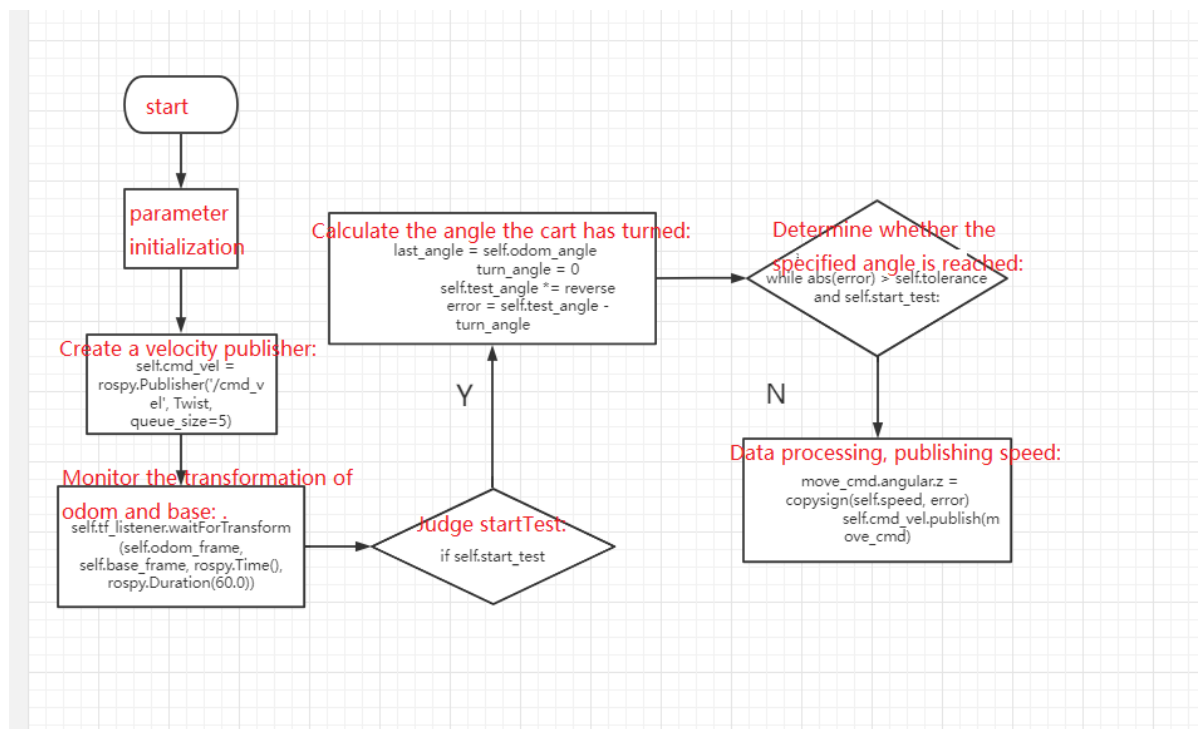 start
parameter
initialization
Create a velocity publisher:
self.cmd_vel =
rospy.Publisher('/cmd_v
el', Twist,
queue_size=5)
Monitor the transformation of
odom and base: .
self.tf_listener.waitForTransform
(self.odom_frame,
self.base_frame, rospy.Time(),
rospy.Duration(60.0))
Judge startTest:
if self.start_test
Y
Calculate the angle the cart has turned:
last_angle = self.odom_angle
turn_angle = 0
self.test_angle *= reverse
error = self.test_angle -
turn_angle
Determine whether the
specified angle is reached:
while abs(error) > self.tolerance
and self.start_test:
N
Data processing, publishing speed:
move_cmd.angular.z =
copysign(self.speed, error)
self.cmd_vel.publish(m
ove_cmd)